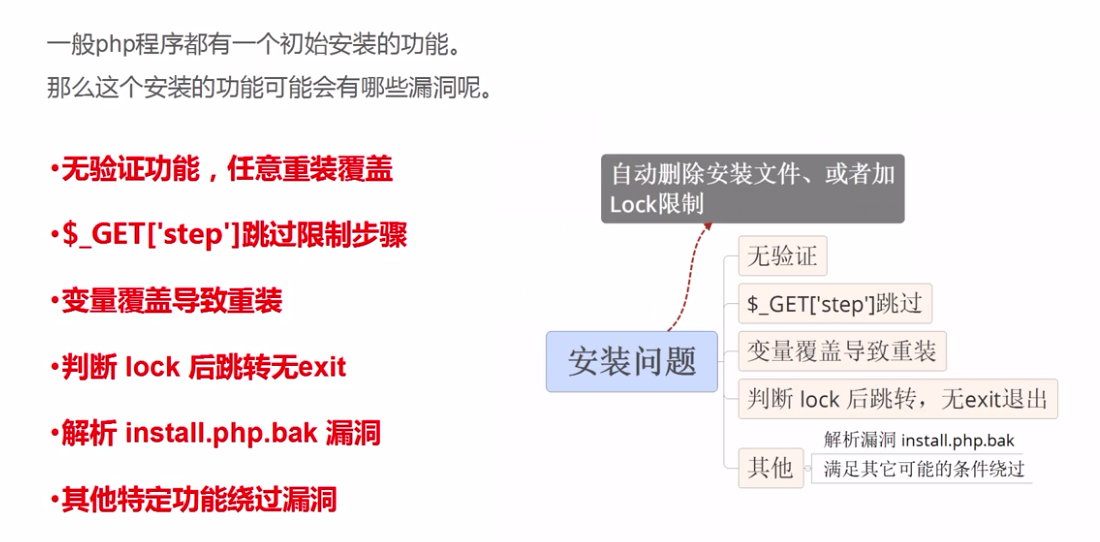 一般php程序都有一个初始安装的功能。
那么这个安装的功能可能会有哪些漏洞呢。
•无验证功能，任意重装覆盖
•$_GET['step']跳过限制步骤
•变量覆盖导致重装
•判断 lock 后跳转无exit
•解析 install.php.bak 漏洞
•其他特定功能绕过漏洞
自动删除安装文件、或者加
Lock限制
安装问题
无验证
$_GET['step']跳过
变量覆盖导致重装
判断 lock 后跳转，无exit退出
其他
解析漏洞 install.php.bak
满足其它可能的条件绕过